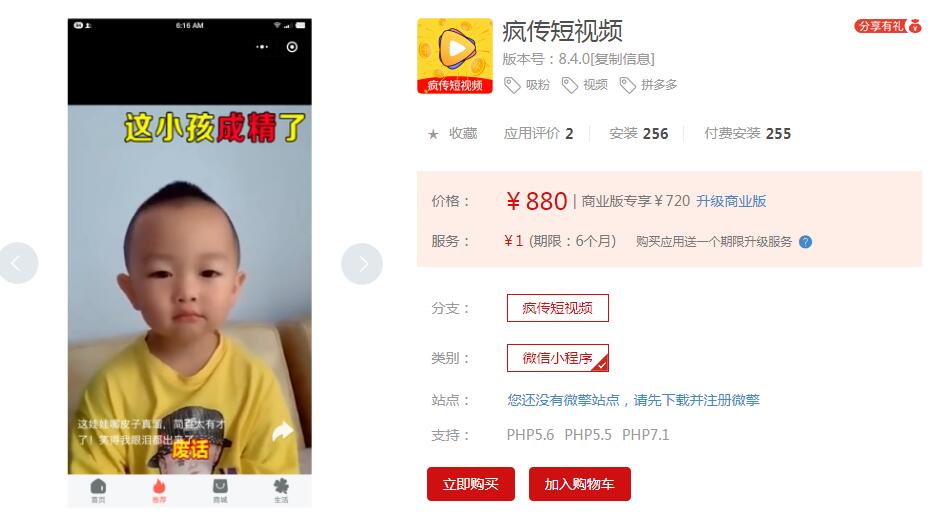 6:16 AM
这小孩成精了
这娃娃嘴皮子真溜，简直太有才
了！笑得我眼泪都出来了
废话
首页
推荐
商城
生活
疯传短视频
疯传短视频
版本号：8.4.0[复制信息]
吸粉 视频 拼多多
分享有礼
收藏 应用评价 2 安装 256 付费安装 255
价格： ￥880 | 商业版专享￥720 升级商业版
服务： ￥1 (期限：6个月) 购买应用送一个期限升级服务 ?
分支： 疯传短视频
类别： 微信小程序
站点： 您还没有微擎站点，请先下载并注册微擎
支持： PHP5.6 PHP5.5 PHP7.1
立即购买 加入购物车